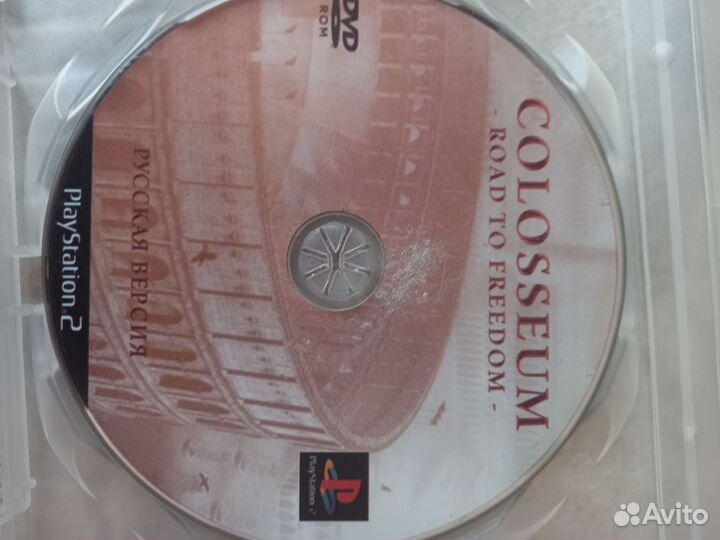 COLOSSEUM
- ROAD TO FREEDOM -
DVD
ROM
PlayStation 2
РУССКАЯ ВЕРСИЯ
PlayStation 2
Avito